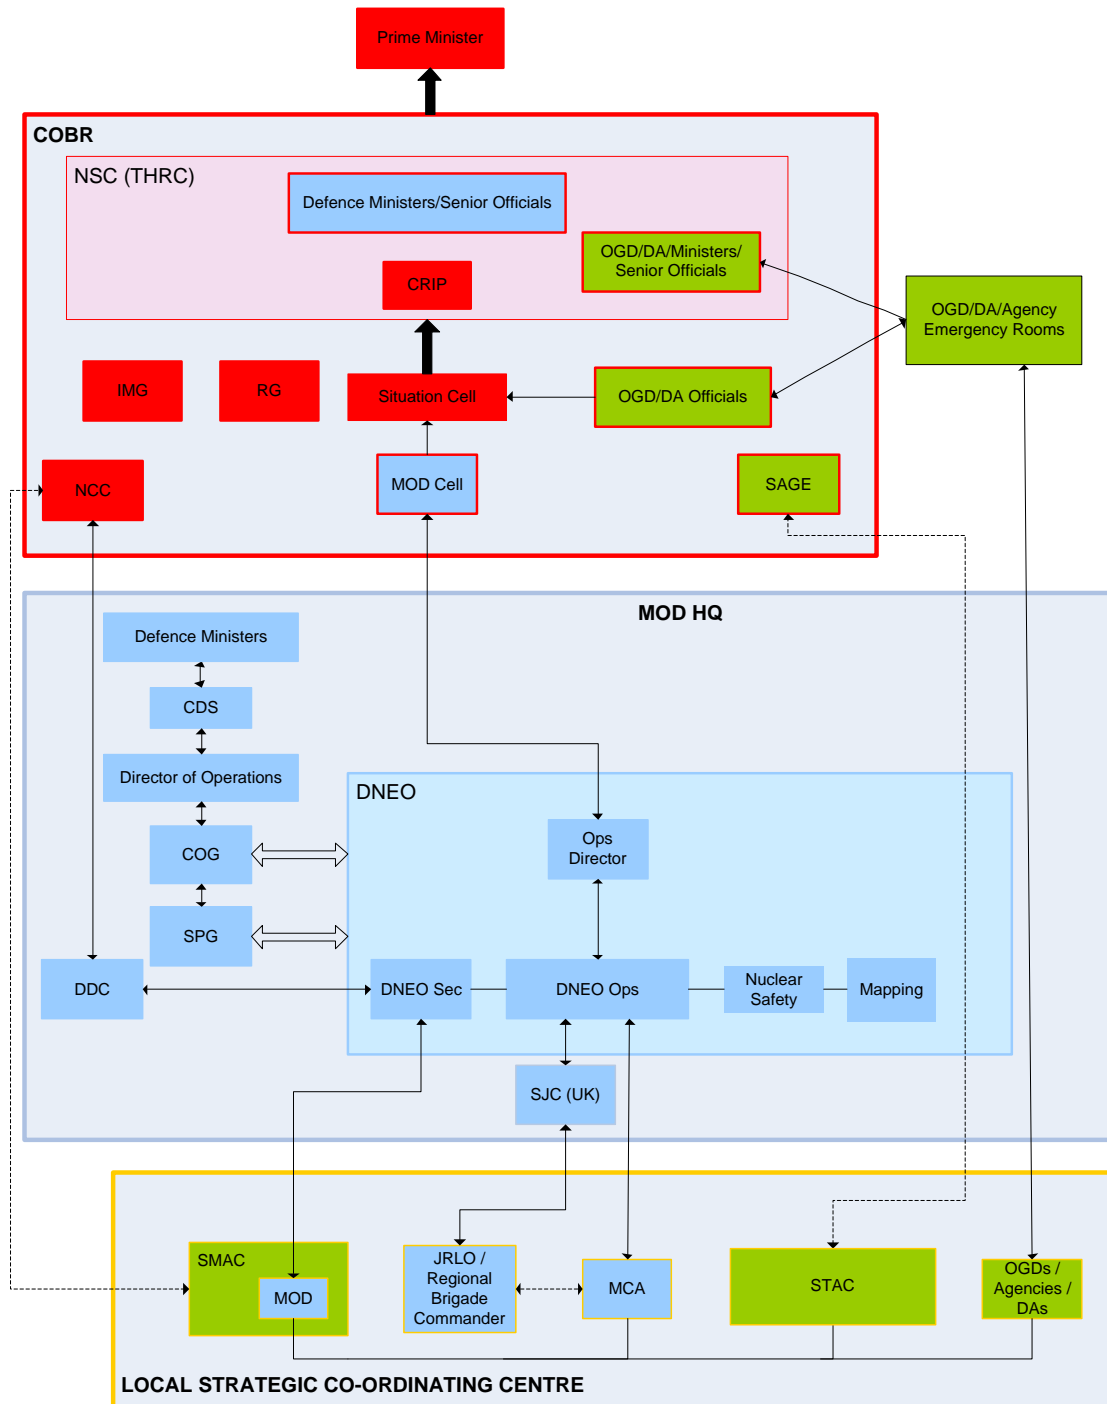 Prime Minister
COBR
NSC (THRC)
Defence Ministers/Senior Officials
OGD/DA/Ministers/
Senior Officials
CRIP
OGD/DA/Agency
Emergency Rooms
IMG
RG
Situation Cell
OGD/DA Officials
NCC
MOD Cell
SAGE
MOD HQ
Defence Ministers
CDS
Director of Operations
DNEO
COG
Ops
Director
SPG
DDC
DNEO Sec
DNEO Ops
Nuclear
Safety
Mapping
SJC (UK)
SMAC
MOD
JRLO /
Regional
Brigade
Commander
MCA
STAC
OGDs /
Agencies /
DAs
LOCAL STRATEGIC CO-ORDINATING CENTRE